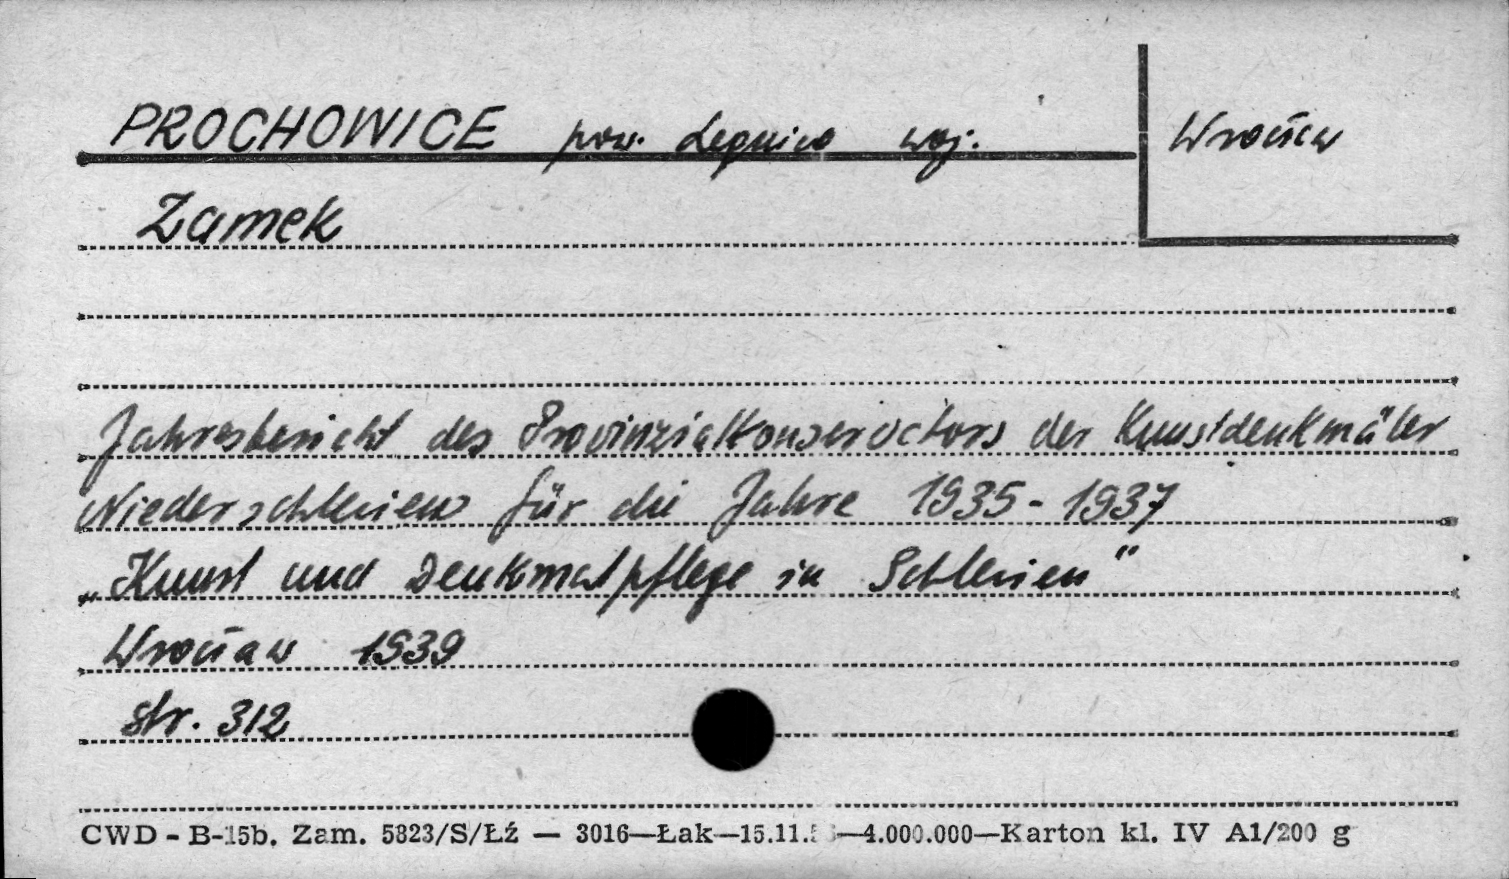 PROCHOWICE pow. Legnica woj. Wrocław
Zamek
Jahresbericht des Provinzialkonservators der Kunstdenkmäler
Niederschlesien für die Jahre 1935-1937
„Kunst und Denkmalpflege in Schlesien"
Wrocław 1939
str. 312
CWD - B-15b. Zam. 5823/S/Łź — 3016—Łak—15.11. —4.000.000—Karton kl. IV A1/200 g